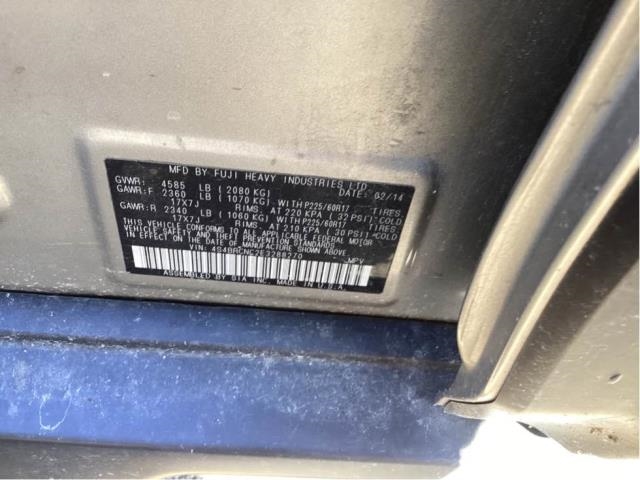 MFD BY FUJI HEAVY INDUSTRIES LTD.
GVWR: 4585 LB ( 2080 KG) DATE: 02/14
GAWR:F 2360 LB ( 1070 KG) WITH P225/60R17 TIRES,
17X7J RIMS, AT 220 KPA ( 32 PSI) COLD
GAWR:R 2340 LB ( 1060 KG) WITH P225/60R17 TIRES,
17X7J RIMS, AT 210 KPA ( 30 PSI) COLD
THIS VEHICLE CONFORMS TO ALL APPLICABLE FEDERAL MOTOR
VEHICLE SAFETY, BUMPER, AND THEFT PREVENTION STANDARDS
IN EFFECT ON THE DATE OF MANUFACTURE SHOWN ABOVE.
VIN: MPV
ASSEMBLED BY SIA INC. MADE IN U.S.A.